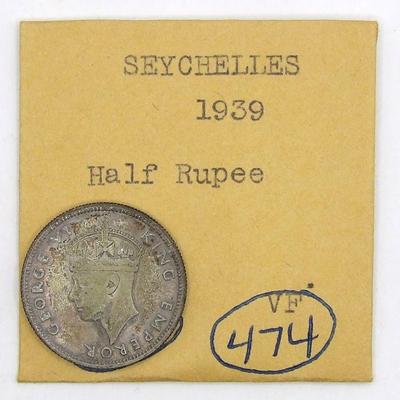 SEYCHELLES
1939
Half Rupee
GEORGE VI KING EMPEROR
VF
474